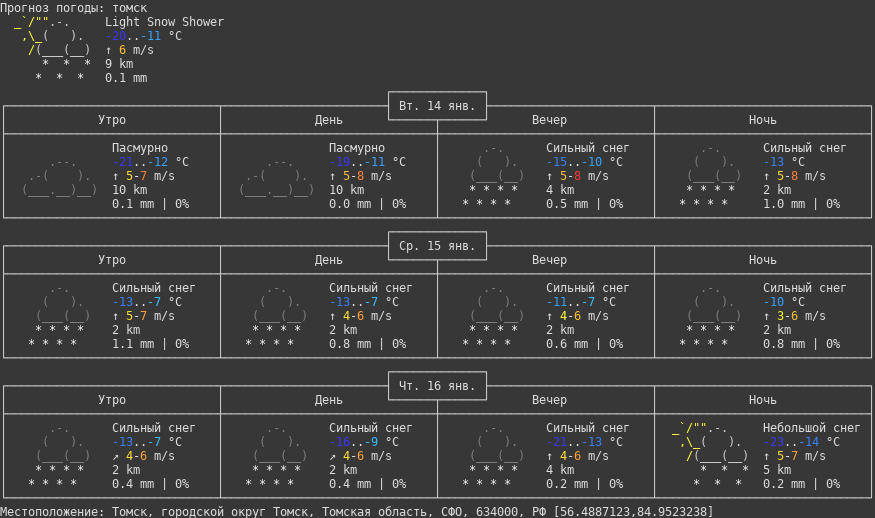 Прогноз погоды: томск
Light Snow Shower
-20..-11 °C
↑ 6 m/s
9 km
0.1 mm
Вт. 14 янв.
Утро День Вечер Ночь
Пасмурно Пасмурно Сильный снег Сильный снег
-21..-12 °C -19..-11 °C -15..-10 °C -13 °C
↑ 5-7 m/s ↑ 5-8 m/s ↑ 5-8 m/s ↑ 5-8 m/s
10 km 10 km 4 km 2 km
0.1 mm | 0% 0.0 mm | 0% 0.5 mm | 0% 1.0 mm | 0%
Ср. 15 янв.
Утро День Вечер Ночь
Сильный снег Сильный снег Сильный снег Сильный снег
-13..-7 °C -13..-7 °C -11..-7 °C -10 °C
↑ 5-7 m/s ↑ 4-6 m/s ↑ 4-6 m/s ↑ 3-6 m/s
2 km 2 km 2 km 2 km
1.1 mm | 0% 0.8 mm | 0% 0.6 mm | 0% 0.8 mm | 0%
Чт. 16 янв.
Утро День Вечер Ночь
Сильный снег Сильный снег Сильный снег Небольшой снег
-13..-7 °C -16..-9 °C -21..-13 °C -23..-14 °C
↗ 4-6 m/s ↗ 4-6 m/s ↑ 4-6 m/s ↑ 5-7 m/s
2 km 2 km 4 km 5 km
0.4 mm | 0% 0.4 mm | 0% 0.2 mm | 0% 0.2 mm | 0%
Местоположение: Томск, городской округ Томск, Томская область, СФО, 634000, РФ [56.4887123,84.9523238]